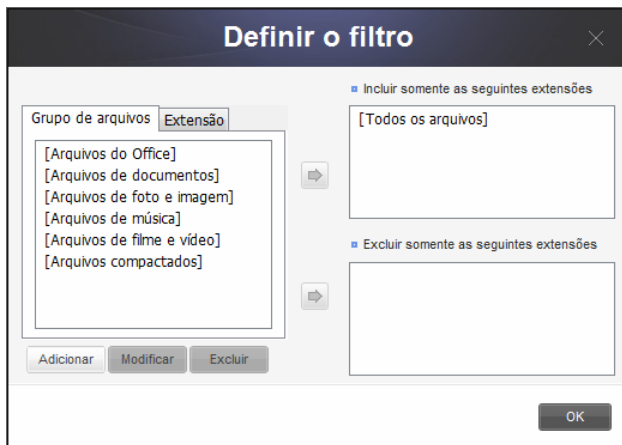 Definir o filtro
Grupo de arquivos
Extensão
[Arquivos do Office]
[Arquivos de documentos]
[Arquivos de foto e imagem]
[Arquivos de música]
[Arquivos de filme e vídeo]
[Arquivos compactados]
Adicionar
Modificar
Excluir
Incluir somente as seguintes extensões
[Todos os arquivos]
Excluir somente as seguintes extensões
OK